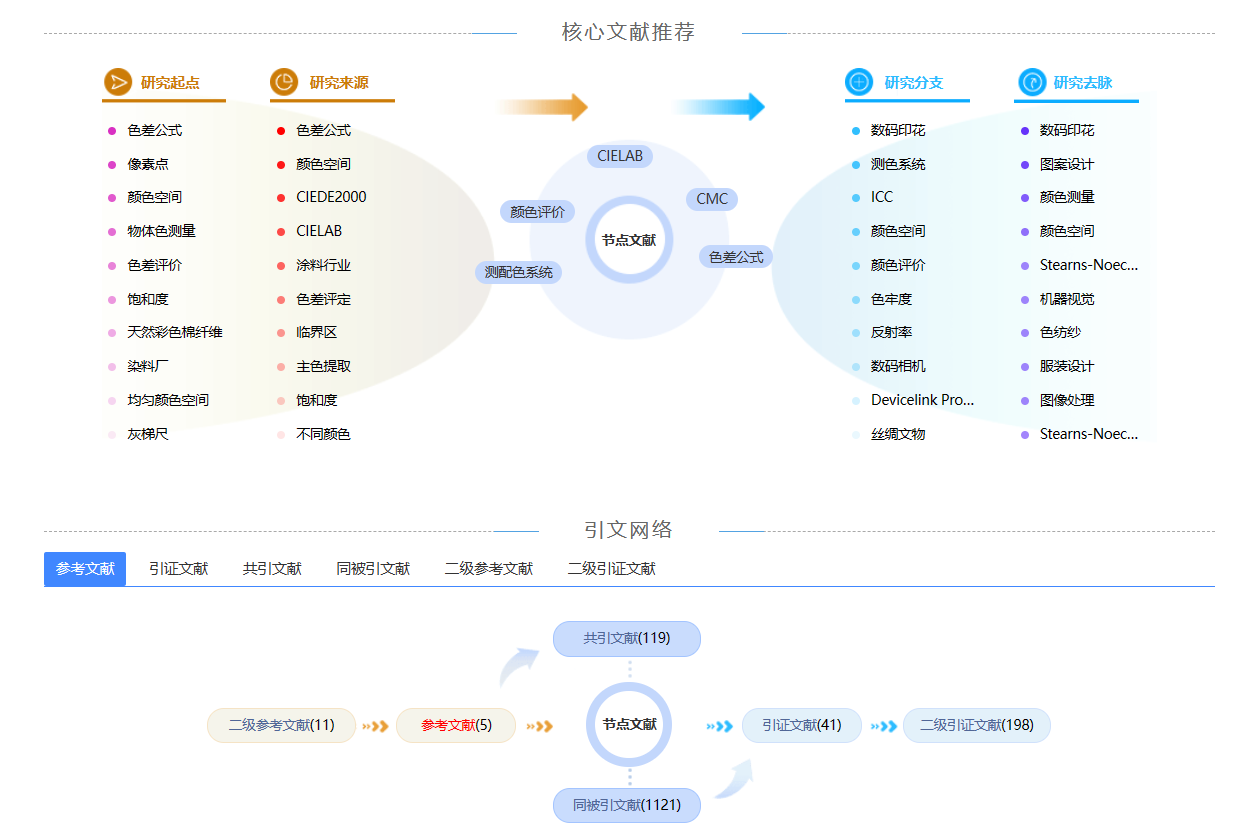 核心文献推荐
研究起点
色差公式
像素点
颜色空间
物体色测量
色差评价
饱和度
天然彩色棉纤维
染料厂
均匀颜色空间
灰梯尺
研究来源
色差公式
颜色空间
CIEDE2000
CIELAB
涂料行业
色差评定
临界区
主色提取
饱和度
不同颜色
CIELAB
CMC
颜色评价
节点文献
色差公式
测配色系统
研究分支
数码印花
测色系统
ICC
颜色空间
颜色评价
色牢度
反射率
数码相机
Devicelink Pro...
丝绸文物
研究去脉
数码印花
图案设计
颜色测量
颜色空间
Stearns-Noec...
机器视觉
色纺纱
服装设计
图像处理
Stearns-Noec...
引文网络
参考文献 引证文献 共引文献 同被引文献 二级参考文献 二级引证文献
共引文献(119)
二级参考文献(11) 参考文献(5) 节点文献 引证文献(41) 二级引证文献(198)
同被引文献(1121)